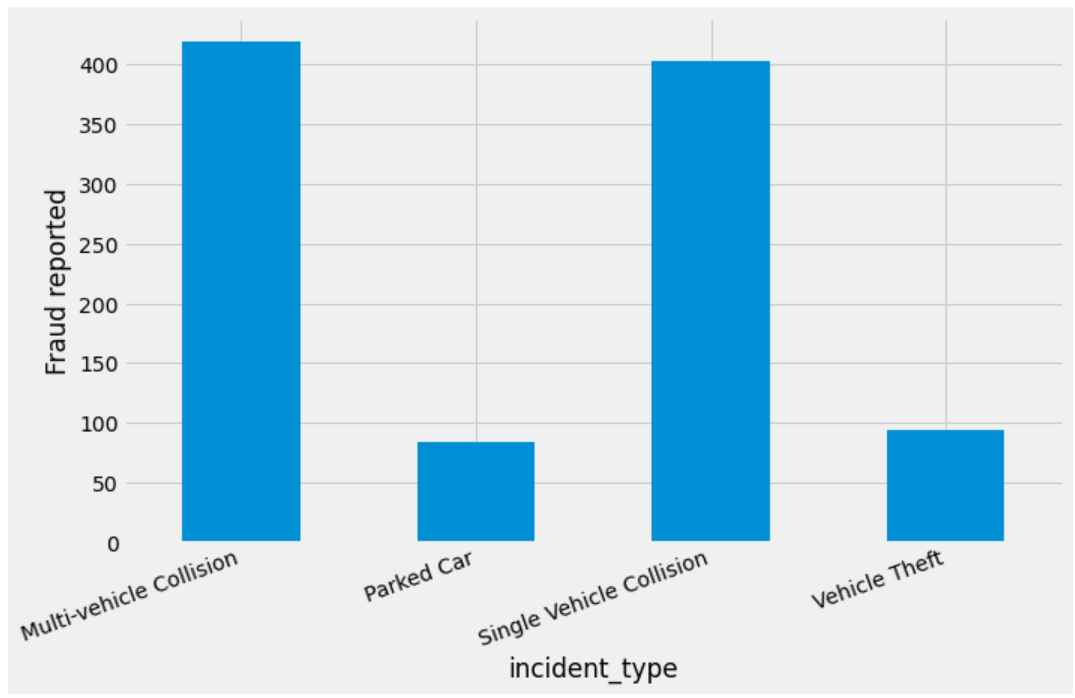 Fraud reported
400
350
300
250
200
150
100
50
0
Multi-vehicle Collision
Parked Car
Single Vehicle Collision
Vehicle Theft
incident_type